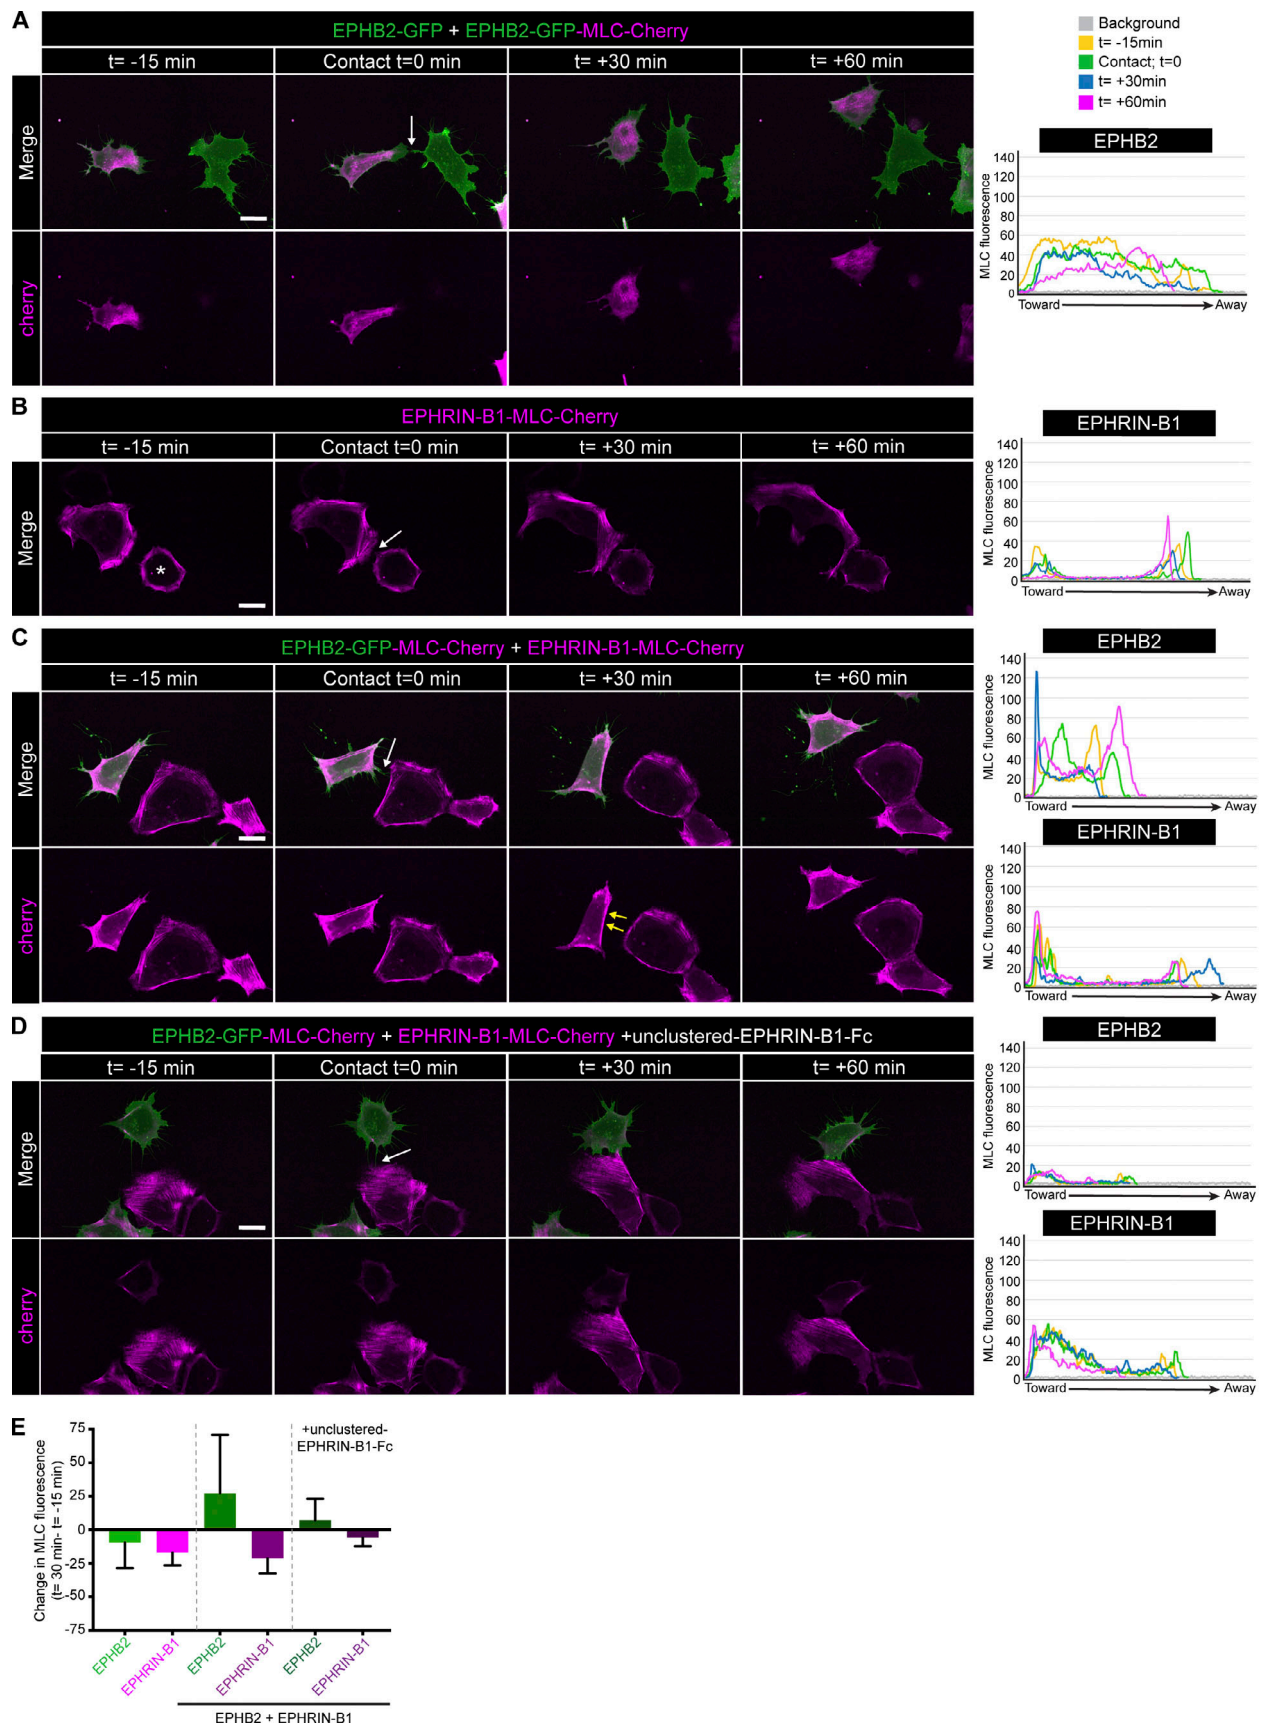 A
EPHB2-GFP + EPHB2-GFP-MLC-Cherry
t= -15 min
Contact t=0 min
t= +30 min
t= +60 min
Merge
cherry
Background
t= -15min
Contact; t=0
t= +30min
t= +60min
EPHB2
MLC fluorescence
140
120
100
80
60
40
20
0
Toward
Away
B
EPHRIN-B1-MLC-Cherry
t= -15 min
Contact t=0 min
t= +30 min
t= +60 min
Merge
*
EPHRIN-B1
MLC fluorescence
140
120
100
80
60
40
20
0
Toward
Away
C
EPHB2-GFP-MLC-Cherry + EPHRIN-B1-MLC-Cherry
t= -15 min
Contact t=0 min
t= +30 min
t= +60 min
Merge
cherry
EPHB2
MLC fluorescence
140
120
100
80
60
40
20
0
Toward
Away
EPHRIN-B1
MLC fluorescence
140
120
100
80
60
40
20
0
Toward
Away
D
EPHB2-GFP-MLC-Cherry + EPHRIN-B1-MLC-Cherry +unclustered-EPHRIN-B1-Fc
t= -15 min
Contact t=0 min
t= +30 min
t= +60 min
Merge
cherry
EPHB2
MLC fluorescence
140
120
100
80
60
40
20
0
Toward
Away
EPHRIN-B1
MLC fluorescence
140
120
100
80
60
40
20
0
Toward
Away
E
Change in MLC fluorescence
(t= 30 min- t= -15 min)
75
50
25
0
-25
-50
-75
+unclustered-
EPHRIN-B1-Fc
EPHB2
EPHRIN-B1
EPHB2
EPHRIN-B1
EPHB2
EPHRIN-B1
EPHB2 + EPHRIN-B1